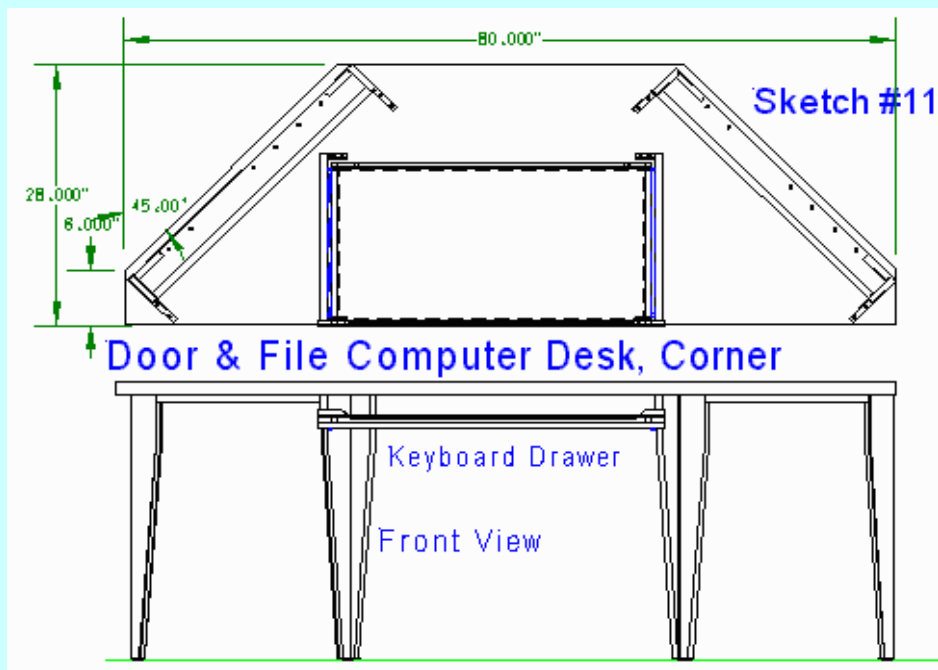 80.000"
Sketch #11
28.000"
45.00°
6.000"
Door & File Computer Desk, Corner
Keyboard Drawer
Front View